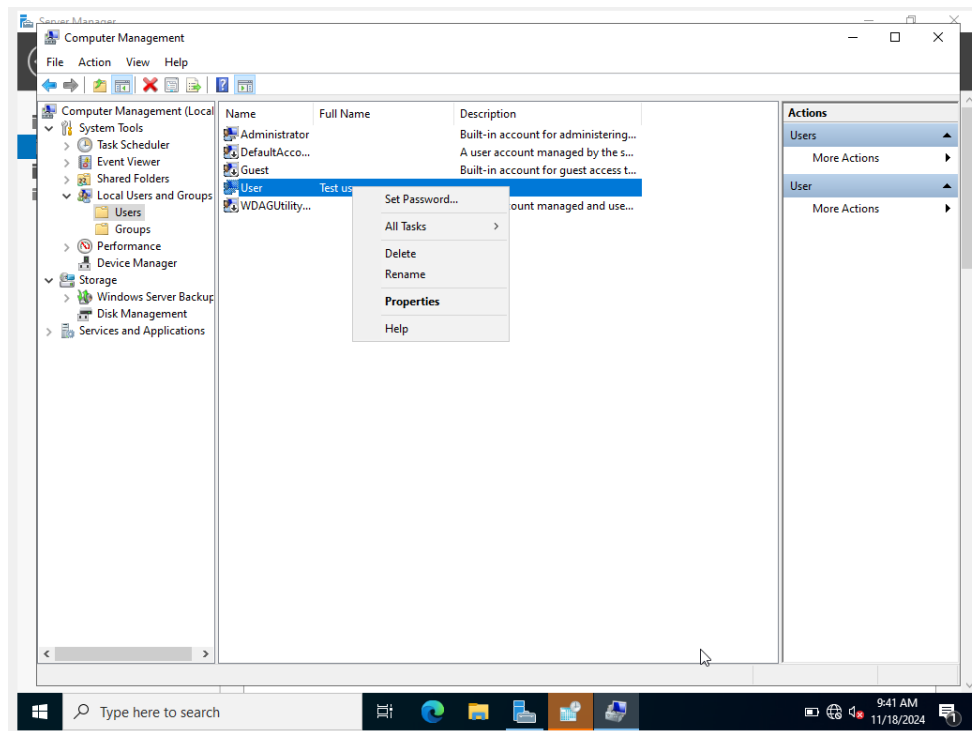 Server Manager
Computer Management
File Action View Help
Computer Management (Local
System Tools
Task Scheduler
Event Viewer
Shared Folders
Local Users and Groups
Users
Groups
Performance
Device Manager
Storage
Windows Server Backup
Disk Management
Services and Applications
Name Full Name Description
Administrator Built-in account for administering...
DefaultAcco... A user account managed by the s...
Guest Built-in account for guest access t...
User Test us
WDAGUtility... ount managed and use...
Set Password...
All Tasks
Delete
Rename
Properties
Help
Actions
Users
More Actions
User
More Actions
Type here to search
9:41 AM
11/18/2024
1